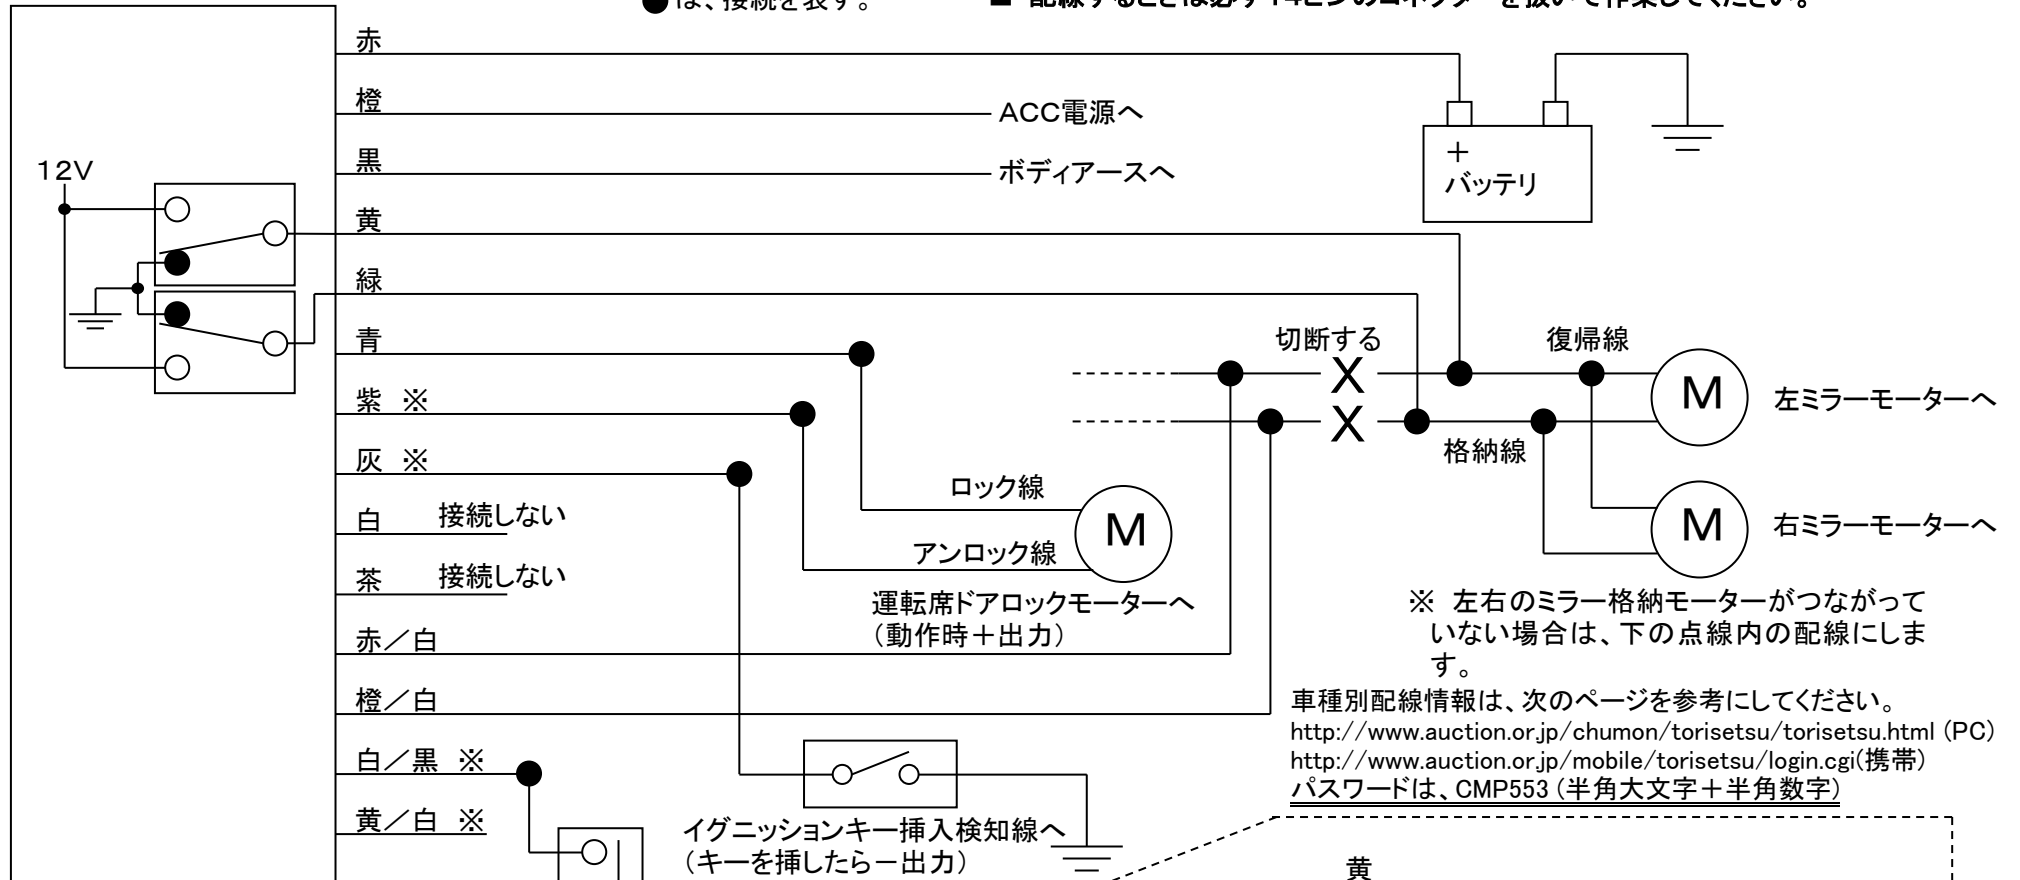 ● は、接続を表す。
■ 配線するときは必ず14ピンのコネクターを抜いて作業してください。
赤
橙
ACC電源へ
黒
ボディアースへ
12V
+
バッテリ
黄
緑
青
切断する
復帰線
X
M
左ミラーモーターへ
紫 ※
X
格納線
灰 ※
ロック線
M
M
右ミラーモーターへ
白 接続しない
アンロック線
茶 接続しない
運転席ドアロックモーターへ
(動作時+出力)
※ 左右のミラー格納モーターがつながって
いない場合は、下の点線内の配線にしま
す。
赤/白
橙/白
車種別配線情報は、次のページを参考にしてください。
http://www.auction.or.jp/chumon/torisetsu/torisetsu.html (PC)
http://www.auction.or.jp/mobile/torisetsu/login.cgi(携帯)
パスワードは、CMP553 (半角大文字+半角数字)
白/黒 ※
黄/白 ※
イグニッションキー挿入検知線へ
(キーを挿したら-出力)
黄